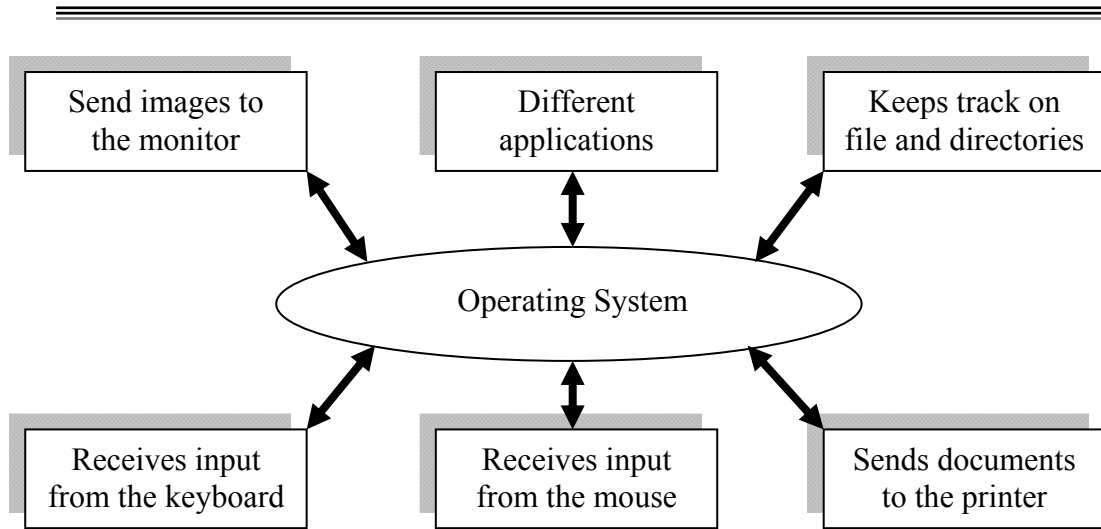 Send images to
the monitor
Different
applications
Keeps track on
file and directories
Operating System
Receives input
from the keyboard
Receives input
from the mouse
Sends documents
to the printer